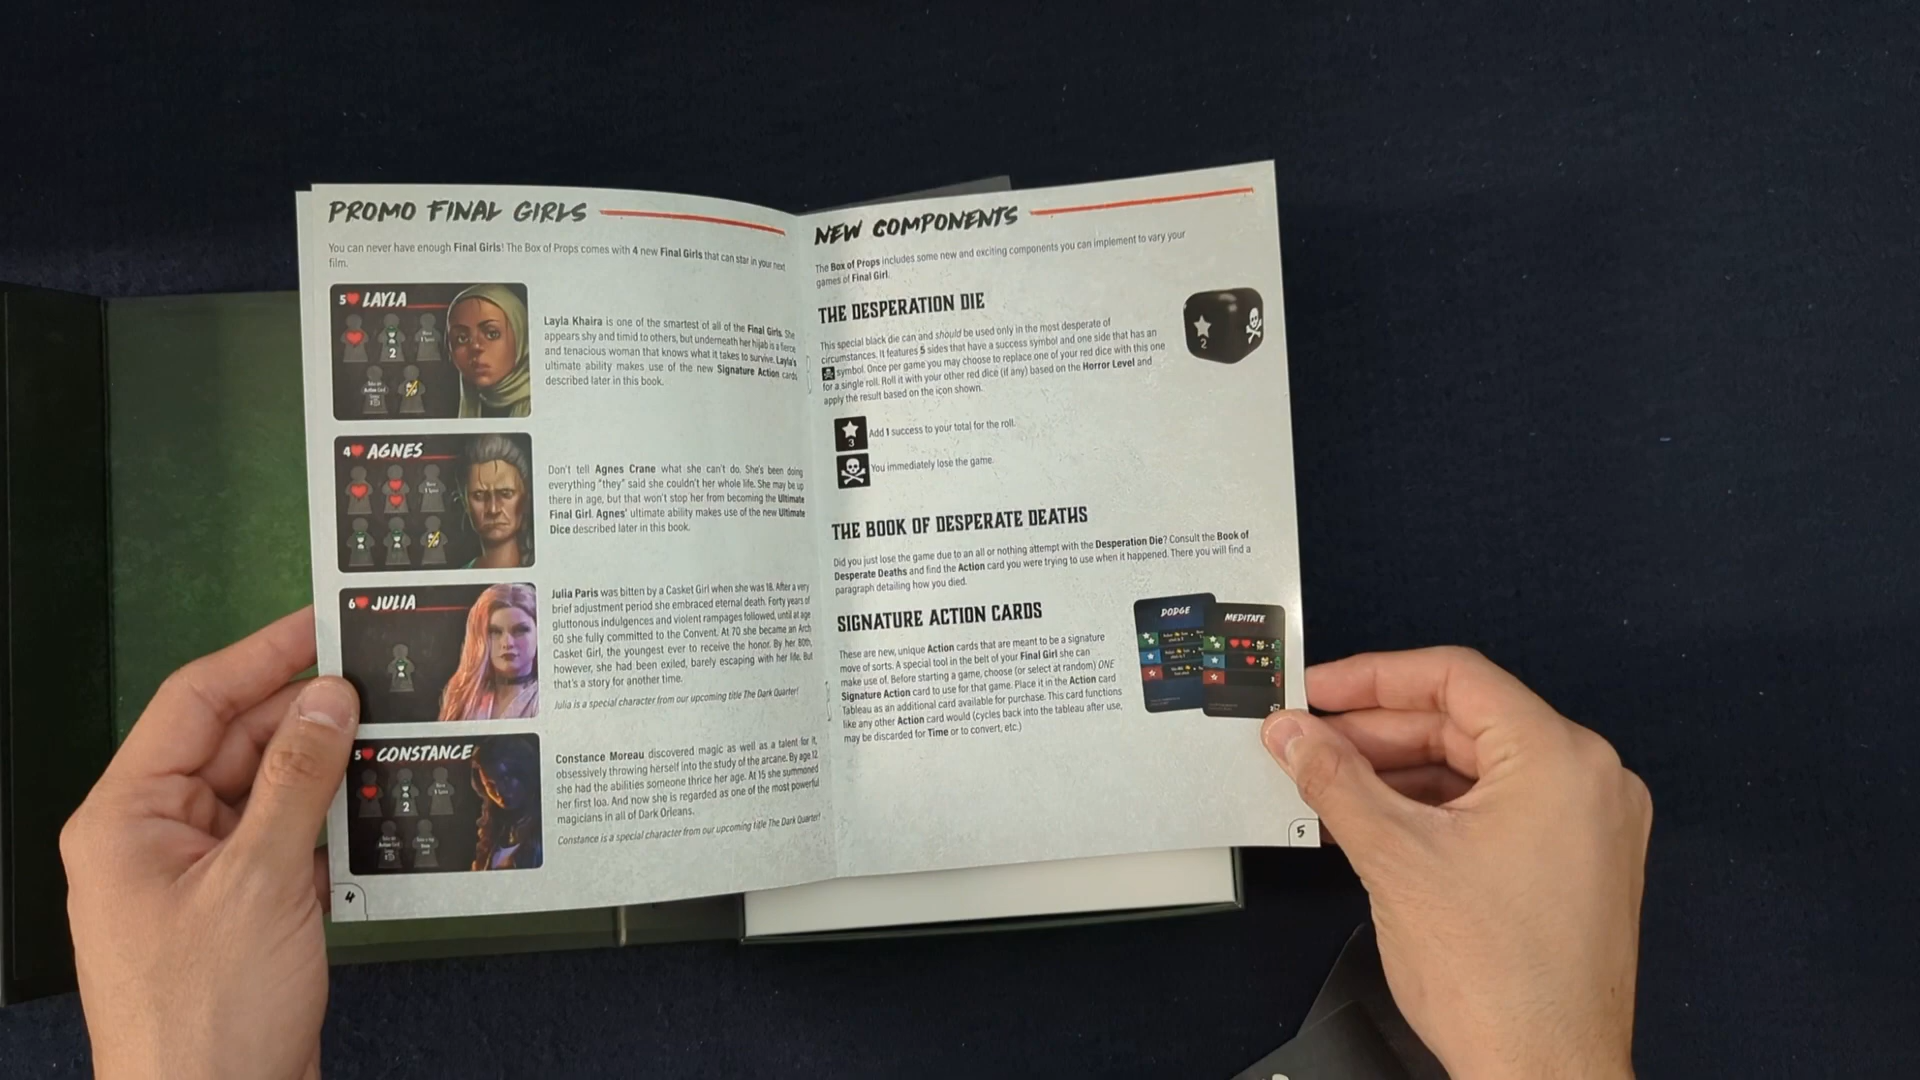 PROMO FINAL GIRLS
You can never have enough Final Girls! The Box of Props comes with 4 new Final Girls that can star in your next
film.
5 LAYLA
2
Layla Khaira is one of the smartest of all of the Final Girls. She
appears shy and timid to others, but underneath her hijab is a fierce
and tenacious woman that knows what it takes to survive. Layla's
ultimate ability makes use of the new Signature Action cards
described later in this book.
4 AGNES
Don't tell Agnes Crane what she can't do. She's been doing
everything "they" said she couldn't her whole life. She may be up
there in age, but that won't stop her from becoming the Ultimate
Final Girl. Agnes' ultimate ability makes use of the new Ultimate
Dice described later in this book.
6 JULIA
Julia Paris was bitten by a Casket Girl when she was 18. After a very
brief adjustment period she embraced eternal death. Forty years of
gluttonous indulgences and violent rampages followed, until at age
60 she fully committed to the Convent. At 70 she became an Arch
Casket Girl, the youngest ever to receive the honor. By her 80th,
however, she had been exiled, barely escaping with her life. But
that's a story for another time.
Julia is a special character from our upcoming title The Dark Quarter!
5 CONSTANCE
2
Constance Moreau discovered magic as well as a talent for it,
obsessively throwing herself into the study of the arcane. By age 12
she had the abilities someone thrice her age. At 15 she summoned
her first loa. And now she is regarded as one of the most powerful
magicians in all of Dark Orleans.
Constance is a special character from our upcoming title The Dark Quarter!
4
NEW COMPONENTS
The Box of Props includes some new and exciting components you can implement to vary your
games of Final Girl.
THE DESPERATION DIE
This special black die can and should be used only in the most desperate of
circumstances. It features 5 sides that have a success symbol and one side that has an
symbol. Once per game you may choose to replace one of your red dice with this one
for a single roll. Roll it with your other red dice (if any) based on the Horror Level and
apply the result based on the icon shown.
2
3
Add 1 success to your total for the roll.
You immediately lose the game.
THE BOOK OF DESPERATE DEATHS
Did you just lose the game due to an all or nothing attempt with the Desperation Die? Consult the Book of
Desperate Deaths and find the Action card you were trying to use when it happened. There you will find a
paragraph detailing how you died.
SIGNATURE ACTION CARDS
These are new, unique Action cards that are meant to be a signature
move of sorts. A special tool in the belt of your Final Girl she can
make use of. Before starting a game, choose (or select at random) ONE
Signature Action card to use for that game. Place it in the Action card
Tableau as an additional card available for purchase. This card functions
like any other Action card would (cycles back into the tableau after use,
may be discarded for Time or to convert, etc.)
DODGE
MEDITATE
5